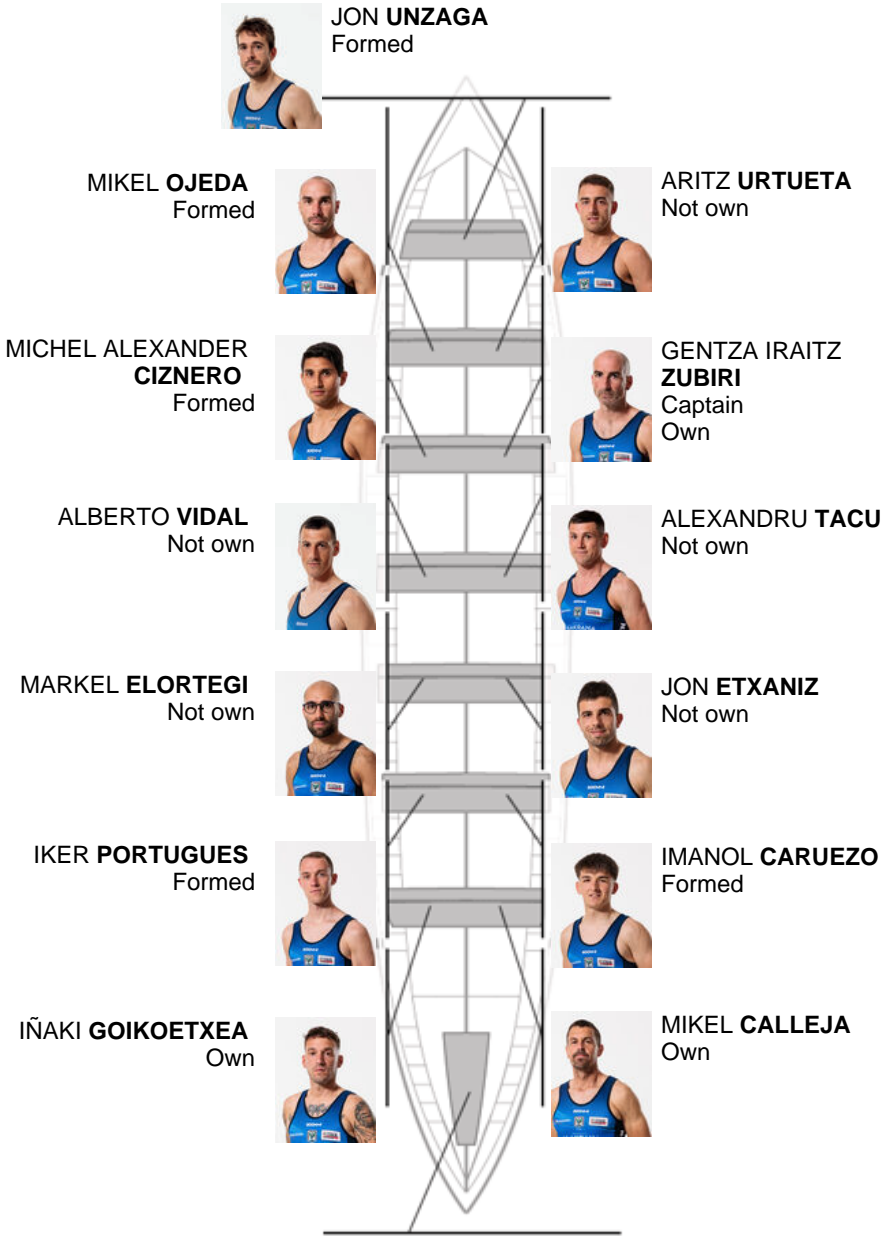 JON UNZAGA
Formed
MIKEL OJEDA
Formed
ARITZ URTUETA
Not own
MICHEL ALEXANDER
CIZNERO
Formed
GENTZA IRAITZ
ZUBIRI
Captain
Own
ALBERTO VIDAL
Not own
ALEXANDRU TACU
Not own
MARKEL ELORTEGI
Not own
JON ETXANIZ
Not own
IKER PORTUGUES
Formed
IMANOL CARUEZO
Formed
IÑAKI GOIKOETXEA
Own
MIKEL CALLEJA
Own